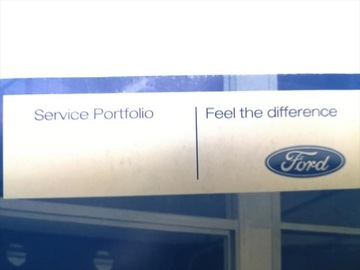 Service Portfolio
Feel the difference
Ford